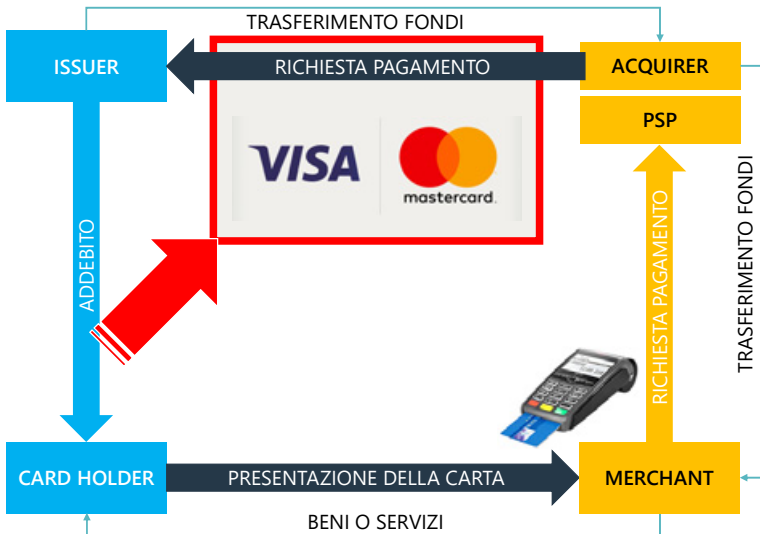 TRASFERIMENTO FONDI
ISSUER
RICHIESTA PAGAMENTO
ACQUIRER
PSP
VISA
mastercard.
ADDEBITO
RICHIESTA PAGAMENTO
TRASFERIMENTO FONDI
CARD HOLDER
PRESENTAZIONE DELLA CARTA
MERCHANT
BENI O SERVIZI